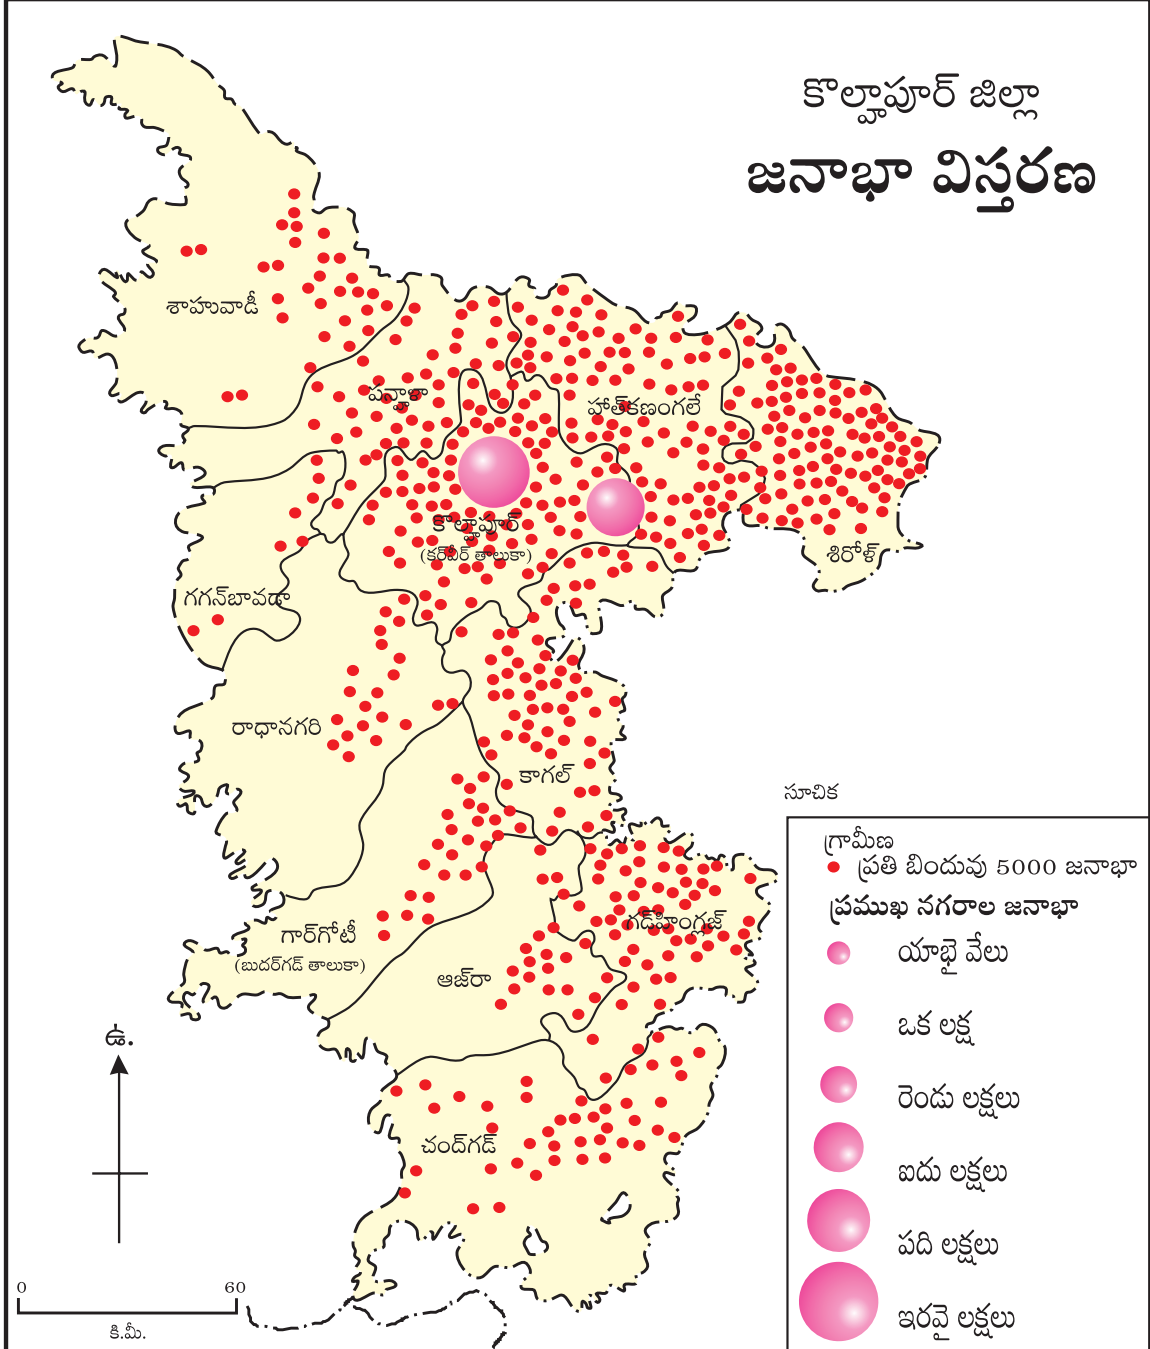 కొల్హాపూర్ జిల్లా
జనాభా విస్తరణ
శాహువాడీ
పన్హాళా
హాత్‌కణంగలే
కొల్హాపూర్
(కర్‌వీర్ తాలుకా)
శిరోళ్
గగన్‌బావడా
రాధానగరి
కాగల్
గార్‌గోటీ
(బుదర్‌గడ్ తాలుకా)
గడ్‌హింగ్లజ్
ఆజ్‌రా
చంద్‌గడ్
ఉ.
0 60
కి.మీ.
సూచిక
గ్రామీణ
ప్రతి బిందువు 5000 జనాభా
ప్రముఖ నగరాల జనాభా
యాభై వేలు
ఒక లక్ష
రెండు లక్షలు
ఐదు లక్షలు
పది లక్షలు
ఇరవై లక్షలు